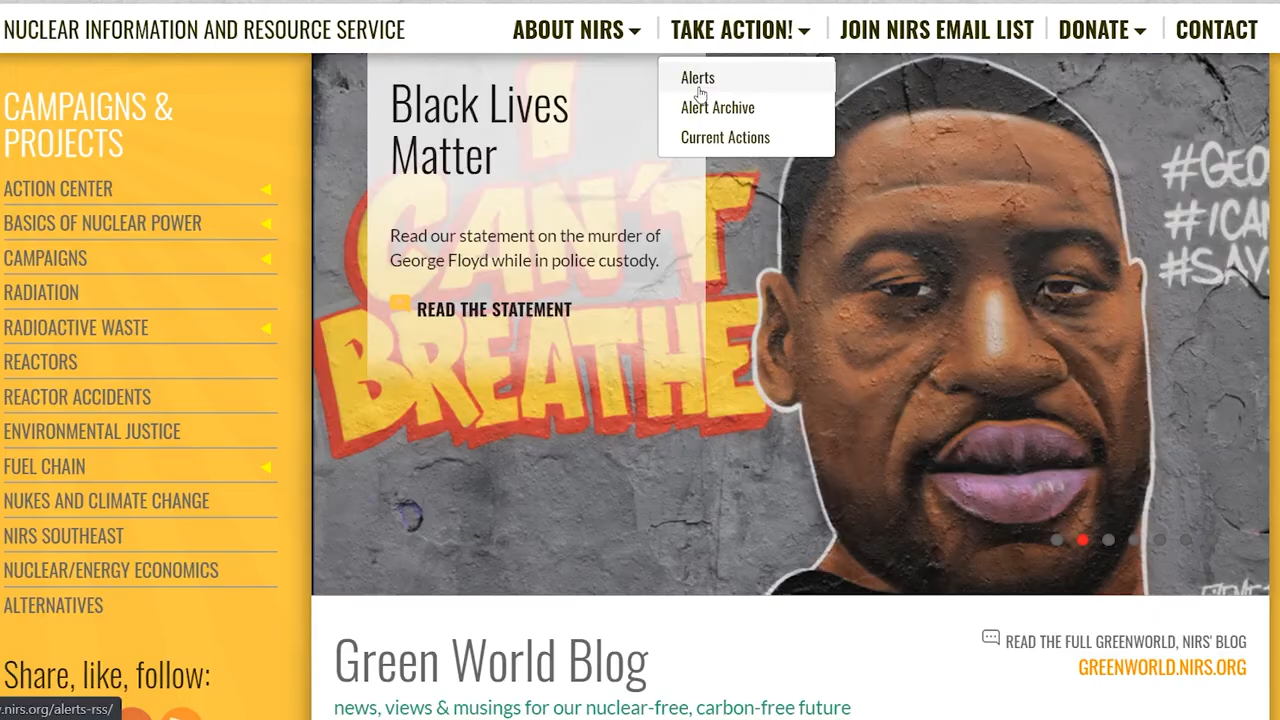 NUCLEAR INFORMATION AND RESOURCE SERVICE
ABOUT NIRS
TAKE ACTION!
JOIN NIRS EMAIL LIST
DONATE
CONTACT
Alerts
Alert Archive
Current Actions
CAMPAIGNS &
PROJECTS
ACTION CENTER
BASICS OF NUCLEAR POWER
CAMPAIGNS
RADIATION
RADIOACTIVE WASTE
REACTORS
REACTOR ACCIDENTS
ENVIRONMENTAL JUSTICE
FUEL CHAIN
NUKES AND CLIMATE CHANGE
NIRS SOUTHEAST
NUCLEAR/ENERGY ECONOMICS
ALTERNATIVES
Share, like, follow:
.nirs.org/alerts-rss/
Black Lives
Matter
Read our statement on the murder of
George Floyd while in police custody.
READ THE STATEMENT
I
CAN'T
BREATHE
#GEO
#ICA
#SAY
Green World Blog
news, views & musings for our nuclear-free, carbon-free future
READ THE FULL GREENWORLD, NIRS' BLOG
GREENWORLD.NIRS.ORG